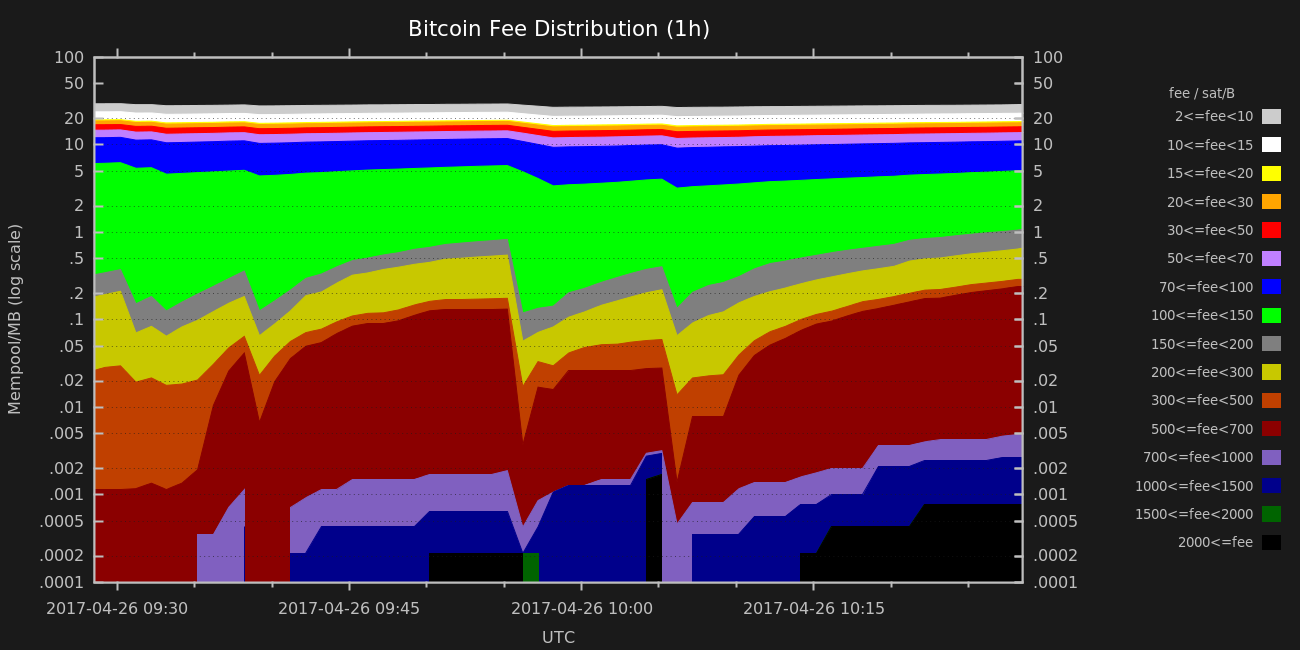 Bitcoin Fee Distribution (1h)
100 100
50 50
20 20
10 10
5 5
2 2
1 1
.5 .5
.2 .2
.1 .1
.05 .05
.02 .02
.01 .01
.005 .005
.002 .002
.001 .001
.0005 .0005
.0002 .0002
.0001 .0001
Mempool/MB (log scale)
2017-04-26 09:30 2017-04-26 09:45 2017-04-26 10:00 2017-04-26 10:15
UTC
fee / sat/B
2<=fee<10
10<=fee<15
15<=fee<20
20<=fee<30
30<=fee<50
50<=fee<70
70<=fee<100
100<=fee<150
150<=fee<200
200<=fee<300
300<=fee<500
500<=fee<700
700<=fee<1000
1000<=fee<1500
1500<=fee<2000
2000<=fee